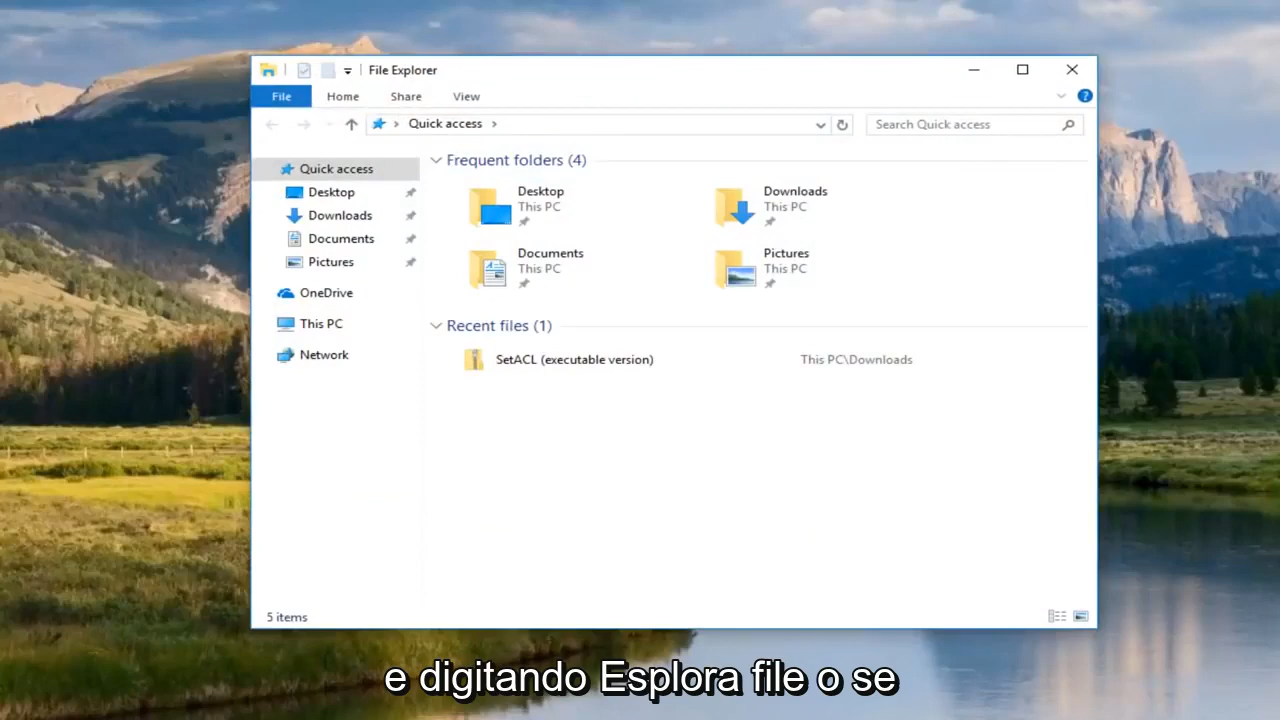 File Explorer
File Home Share View
Quick access
Search Quick access
Quick access
Desktop
Downloads
Documents
Pictures
OneDrive
This PC
Network
Frequent folders (4)
Desktop
This PC
Downloads
This PC
Documents
This PC
Pictures
This PC
Recent files (1)
SetACL (executable version) This PC\Downloads
5 items
e digitando Esplora file o se